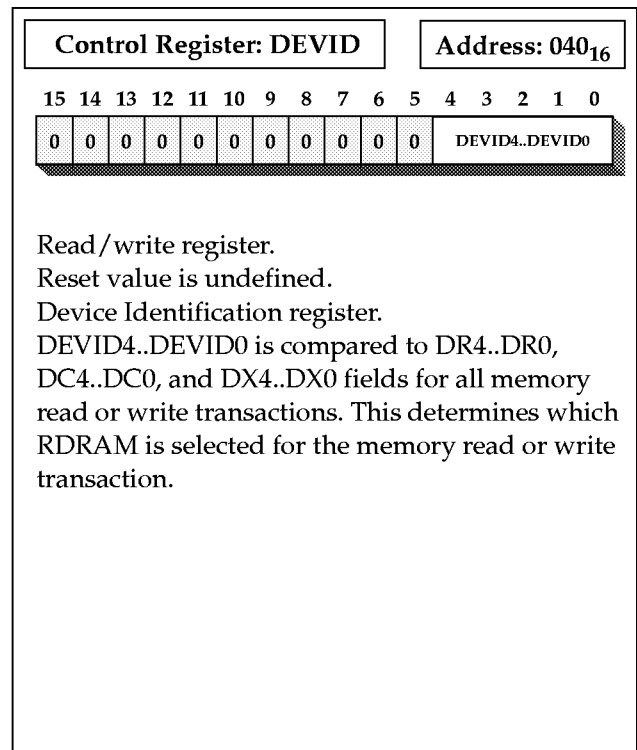 Control Register: DEVID Address: 040₁₆
15 14 13 12 11 10 9 8 7 6 5 4 3 2 1 0
0 0 0 0 0 0 0 0 0 0 0 DEVID4..DEVID0
Read/write register.
Reset value is undefined.
Device Identification register.
DEVID4..DEVID0 is compared to DR4..DR0,
DC4..DC0, and DX4..DX0 fields for all memory
read or write transactions. This determines which
RDRAM is selected for the memory read or write
transaction.